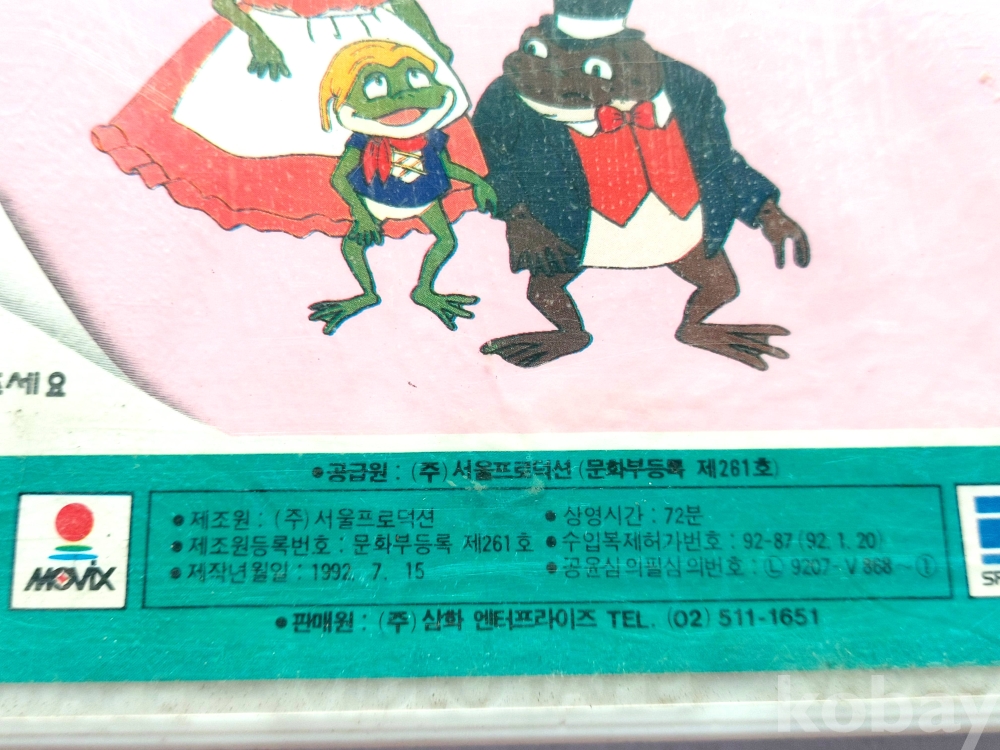 세요
●공급원 : (주)서울프로덕션 (문화부등록 제261호)
●제조원 : (주)서울프로덕션
●제조원등록번호 : 문화부등록 제261호
●제작년월일 : 1992. 7. 15
●상영시간 : 72분
●수입복제허가번호 : 92-87 (92. 1. 20)
●공윤심의필심의번호 : Ⓛ 9207-V 868 ~ Ⓕ
●판매원 : (주)삼화 엔터프라이즈 TEL. (02) 511-1651
MOVIX
kobay